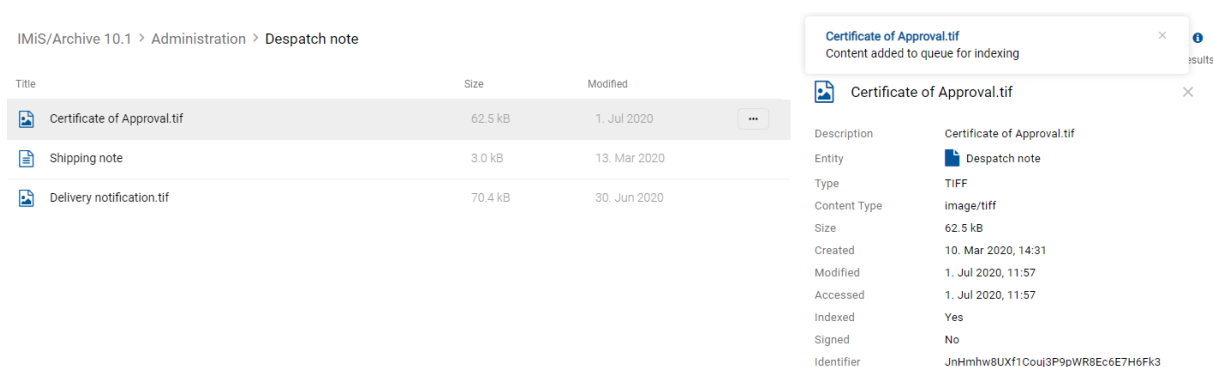 IMiS/Archive 10.1 > Administration > Despatch note
Title Size Modified
Certificate of Approval.tif 62.5 kB 1. Jul 2020 •••
Shipping note 3.0 kB 13. Mar 2020
Delivery notification.tif 70.4 kB 30. Jun 2020
Certificate of Approval.tif ×
Content added to queue for indexing
Certificate of Approval.tif ×
Description Certificate of Approval.tif
Entity Despatch note
Type TIFF
Content Type image/tiff
Size 62.5 kB
Created 10. Mar 2020, 14:31
Modified 1. Jul 2020, 11:57
Accessed 1. Jul 2020, 11:57
Indexed Yes
Signed No
Identifier JnHmhw8UXf1Couj3P9pWR8Ec6E7H6Fk3